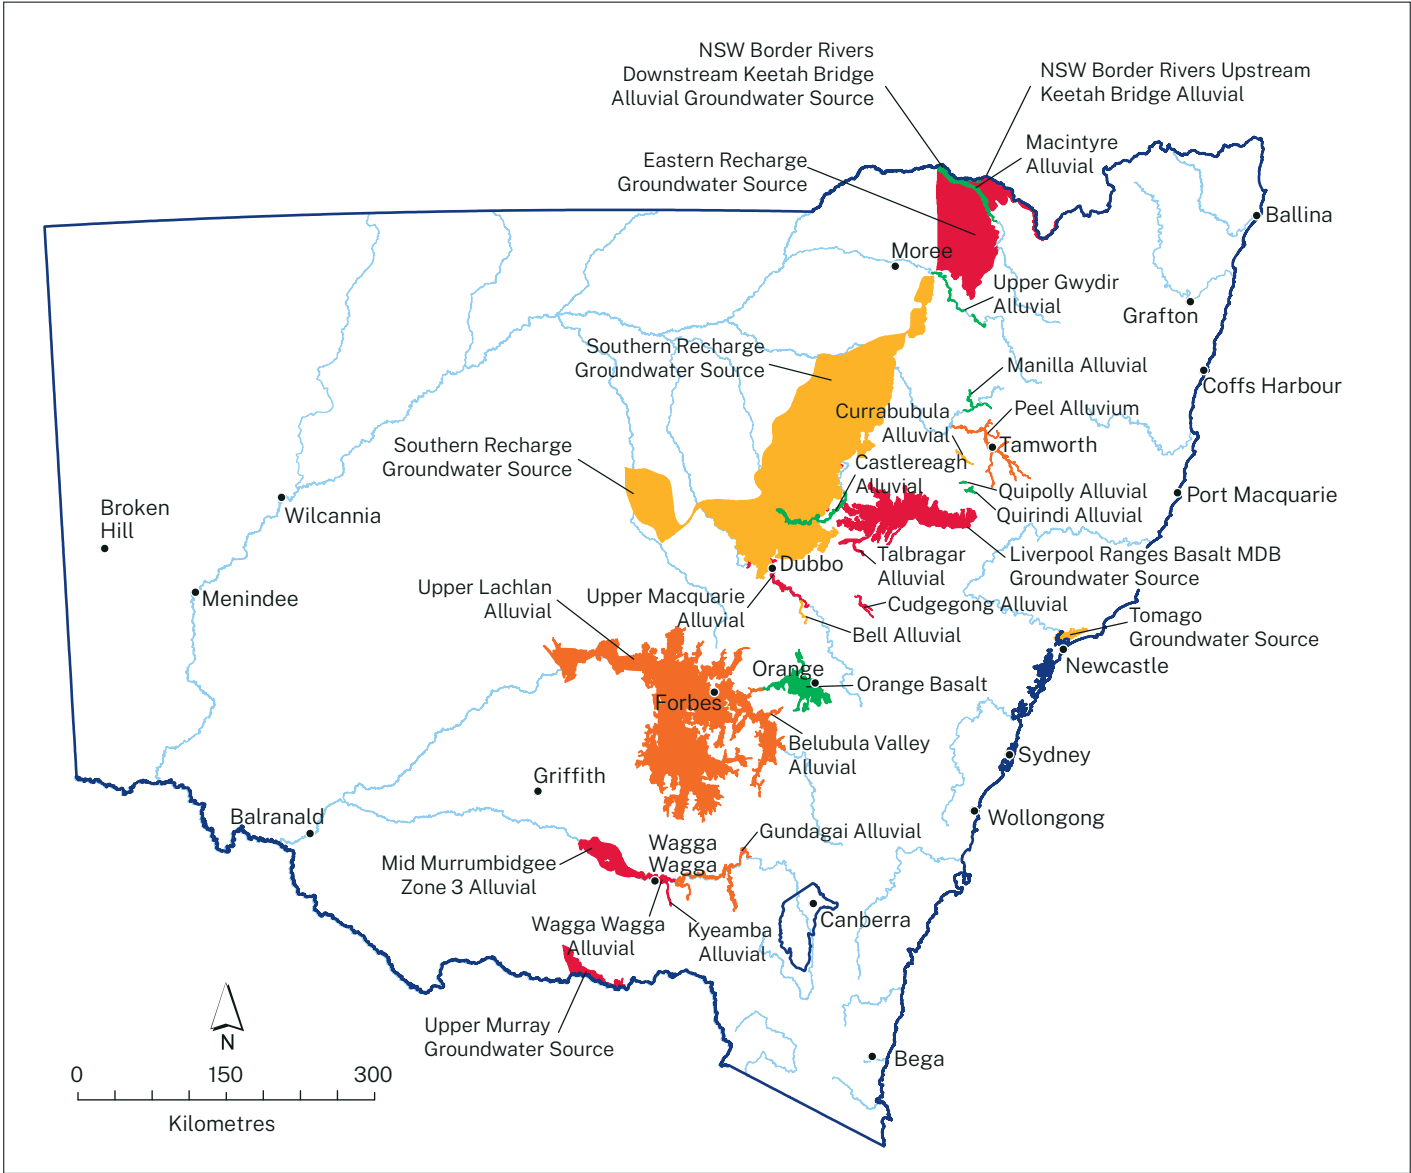 NSW Border Rivers
Downstream Keetah Bridge
Alluvial Groundwater Source
NSW Border Rivers Upstream
Keetah Bridge Alluvial
Macintyre
Alluvial
Eastern Recharge
Groundwater Source
Ballina
Moree
Upper Gwydir
Alluvial
Grafton
Southern Recharge
Groundwater Source
Manilla Alluvial
Coffs Harbour
Currabubula
Alluvial
Peel Alluvium
Tamworth
Southern Recharge
Groundwater Source
Castlereagh
Alluvial
Quipolly Alluvial
Quirindi Alluvial
Port Macquarie
Broken
Hill
Wilcannia
Liverpool Ranges Basalt MDB
Groundwater Source
Talbragar
Alluvial
Dubbo
Menindee
Upper Lachlan
Alluvial
Upper Macquarie
Alluvial
Cudgegong Alluvial
Bell Alluvial
Tomago
Groundwater Source
Newcastle
Orange
Orange Basalt
Forbes
Belubula Valley
Alluvial
Sydney
Griffith
Balranald
Wollongong
Gundagai Alluvial
Wagga
Wagga
Mid Murrumbidgee
Zone 3 Alluvial
Wagga Wagga
Alluvial
Kyeamba
Alluvial
Canberra
Upper Murray
Groundwater Source
Bega
N
0 150 300
Kilometres